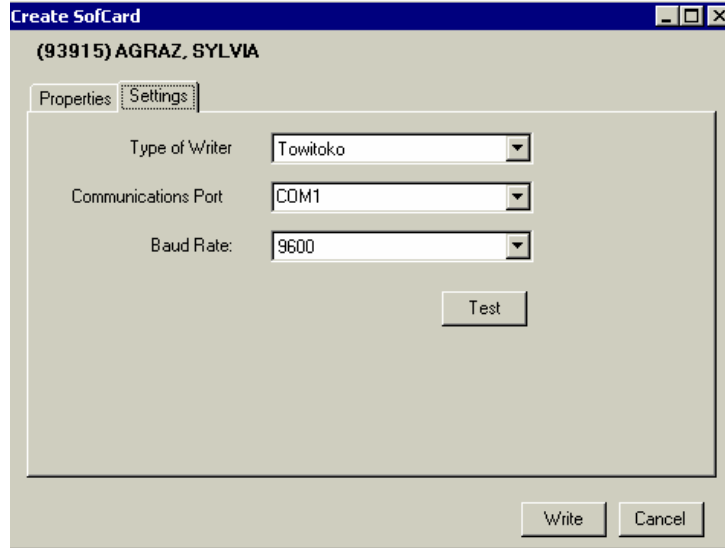 Create SofCard
(93915) AGRAZ, SYLVIA
Properties Settings
Type of Writer Towitoko
Communications Port COM1
Baud Rate: 9600
Test
Write Cancel